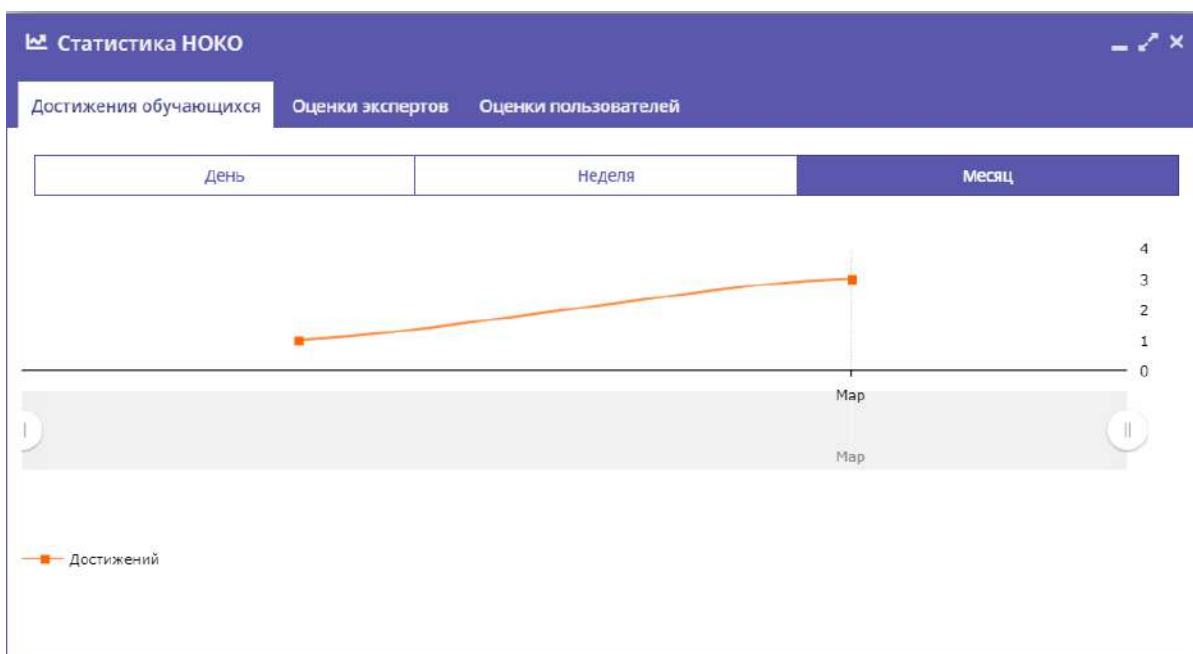 Статистика НОКО
Достижения обучающихся Оценки экспертов Оценки пользователей
День Неделя Месяц
4
3
2
1
0
Мар
Мар
Достижений